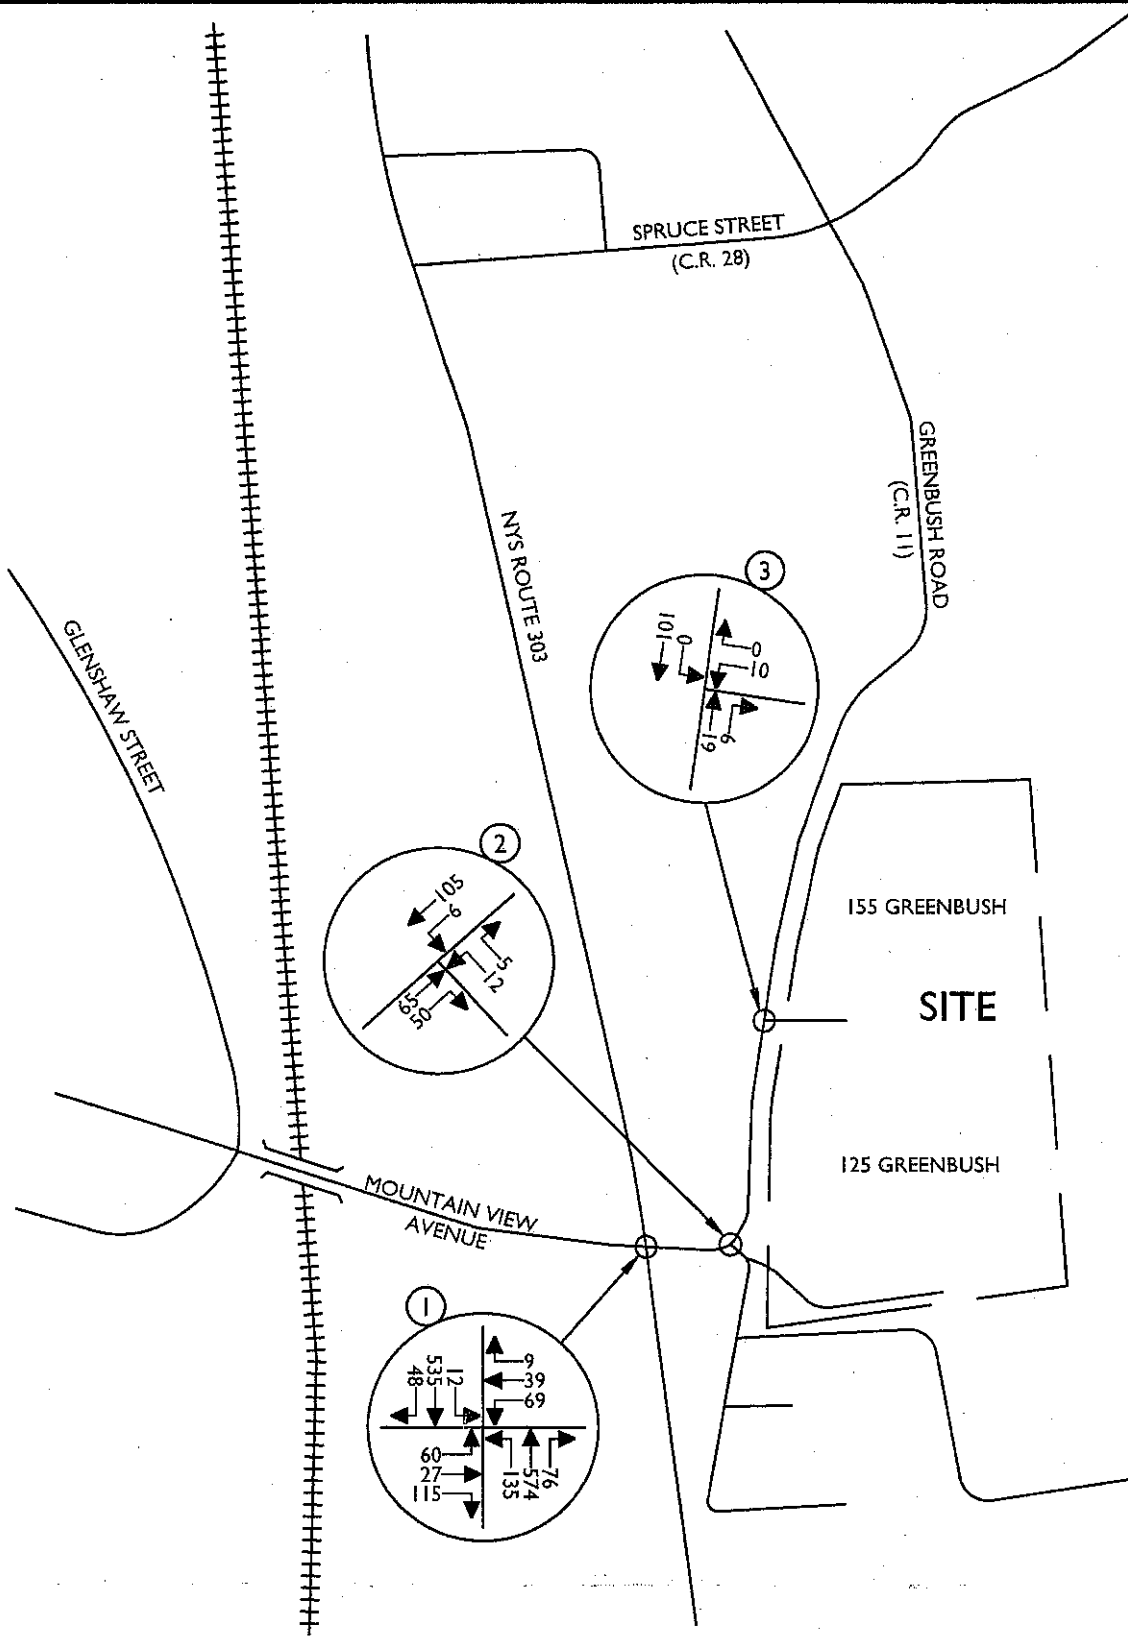 SPRUCE STREET
(C.R. 28)
GREENBUSH ROAD
(C.R. 11)
NYS ROUTE 303
GLENSHAW STREET
3
101
0
0
10
19
6
2
105
6
5
12
65
50
155 GREENBUSH
SITE
125 GREENBUSH
MOUNTAIN VIEW
AVENUE
1
48
535
12
9
39
69
60
27
115
135
574
76